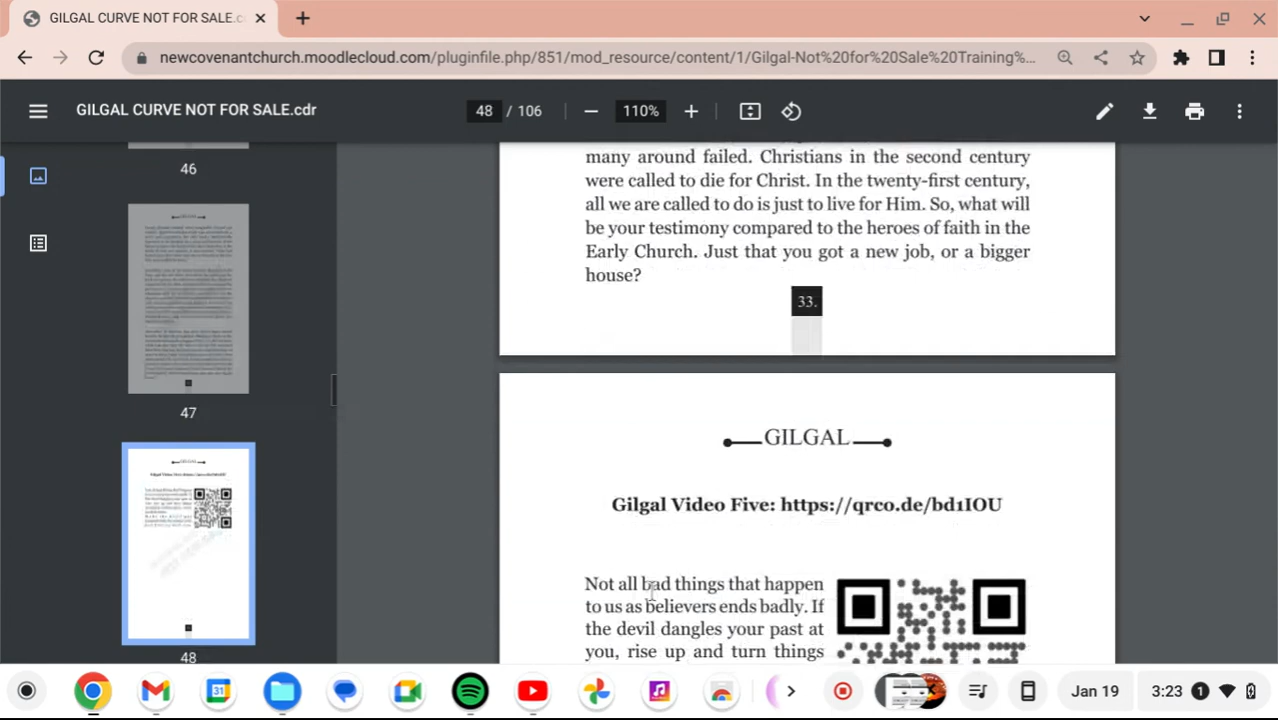 GILGAL CURVE NOT FOR SALE.c
newcovenantchurch.moodlecloud.com/pluginfile.php/851/mod_resource/content/1/Gilgal-Not%20for%20Sale%20Training%...
GILGAL CURVE NOT FOR SALE.cdr
48 / 106
110%
46
47
48
many around failed. Christians in the second century
were called to die for Christ. In the twenty-first century,
all we are called to do is just to live for Him. So, what will
be your testimony compared to the heroes of faith in the
Early Church. Just that you got a new job, or a bigger
house?
33.
GILGAL
Gilgal Video Five: https://qrco.de/bd1IOU
Not all bad things that happen
to us as believers ends badly. If
the devil dangles your past at
you, rise up and turn things
31
Jan 19
3:23
1